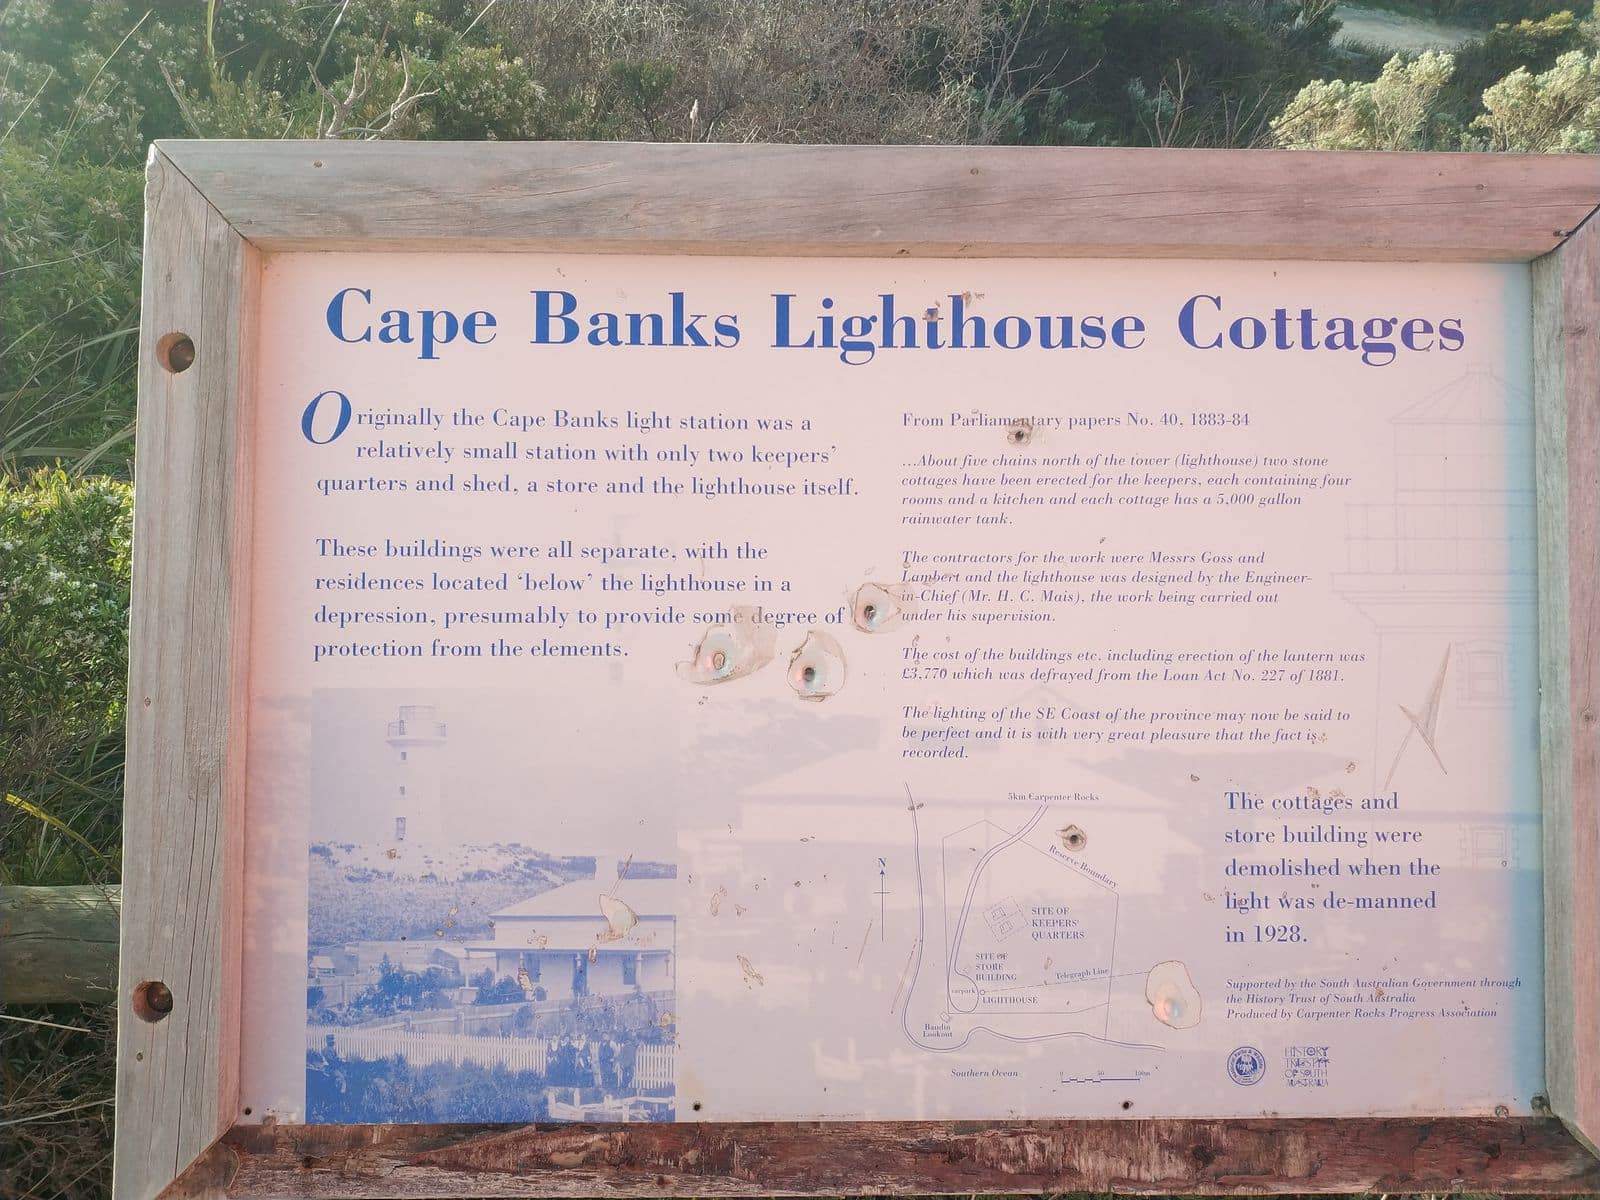 Cape Banks Lighthouse Cottages
Originally the Cape Banks light station was a
relatively small station with only two keepers'
quarters and shed, a store and the lighthouse itself.
These buildings were all separate, with the
residences located 'below' the lighthouse in a
depression, presumably to provide some degree of
protection from the elements.
From Parliamentary papers No. 40, 1883-84
...About five chains north of the tower (lighthouse) two stone
cottages have been erected for the keepers, each containing four
rooms and a kitchen and each cottage has a 5,000 gallon
rainwater tank.
The contractors for the work were Messrs Goss and
Lambert and the lighthouse was designed by the Engineer-
in-Chief (Mr. H. C. Mais), the work being carried out
under his supervision.
The cost of the buildings etc. including erection of the lantern was
£3,770 which was defrayed from the Loan Act No. 227 of 1881.
The lighting of the SE Coast of the province may now be said to
be perfect and it is with very great pleasure that the fact is
recorded.
5km Carpenter Rocks
Reserve Boundary
N
SITE OF
KEEPERS'
QUARTERS
SITE OF
STORE
BUILDING
Telegraph Line
carpark
LIGHTHOUSE
Baudin
Lookout
Southern Ocean
0 50 100m
The cottages and
store building were
demolished when the
light was de-manned
in 1928.
Supported by the South Australian Government through
the History Trust of South Australia
Produced by Carpenter Rocks Progress Association
HISTORY
TRUST
OF SOUTH
AUSTRALIA